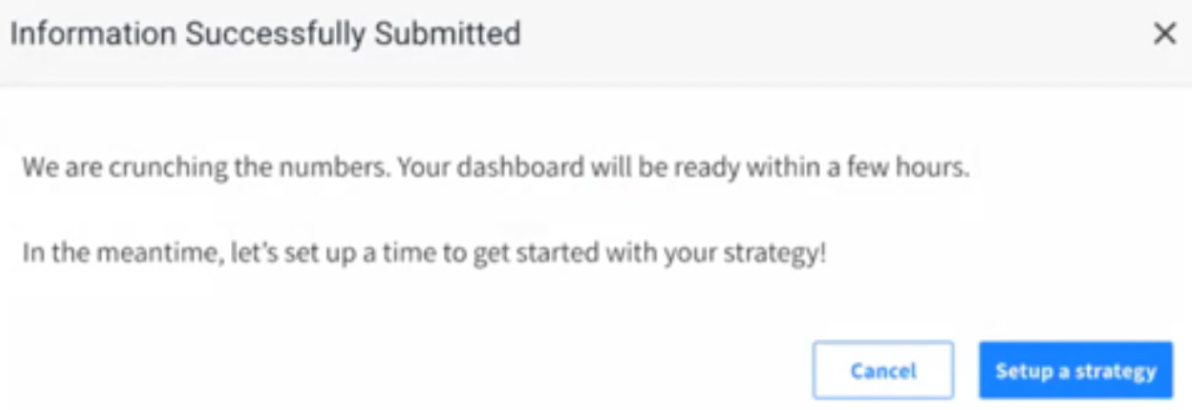 Information Successfully Submitted
We are crunching the numbers. Your dashboard will be ready within a few hours.
In the meantime, let's set up a time to get started with your strategy!
Cancel
Setup a strategy